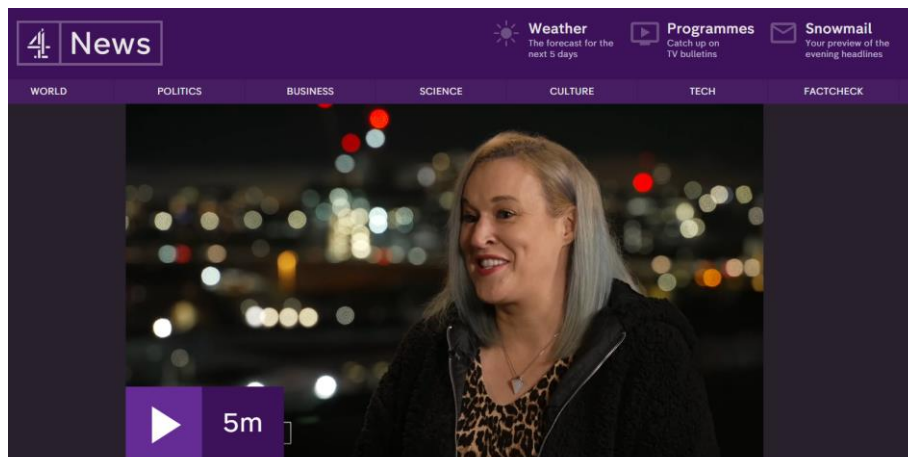 4 News
Weather
The forecast for the
next 5 days
Programmes
Catch up on
TV bulletins
Snowmail
Your preview of the
evening headlines
WORLD POLITICS BUSINESS SCIENCE CULTURE TECH FACTCHECK
5m